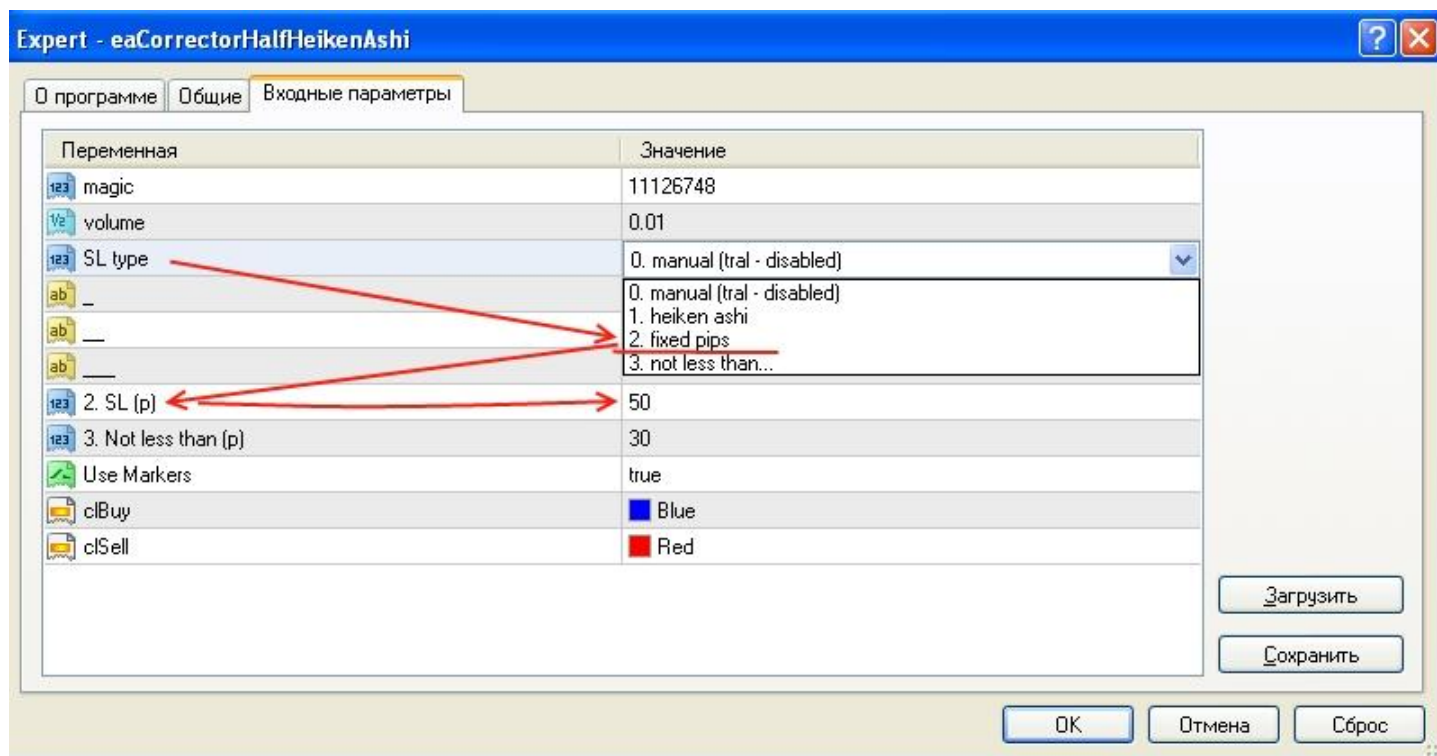 Expert - eaCorrectorHalfHeikenAshi
О программе Общие Входные параметры
Переменная Значение
magic 11126748
volume 0.01
SL type 0. manual (tral - disabled)
_ 0. manual (tral - disabled)
1. heiken ashi
__ 2. fixed pips
___ 3. not less than...
2. SL (p) 50
3. Not less than (p) 30
Use Markers true
clBuy Blue
clSell Red
Загрузить
Сохранить
OK Отмена Сброс